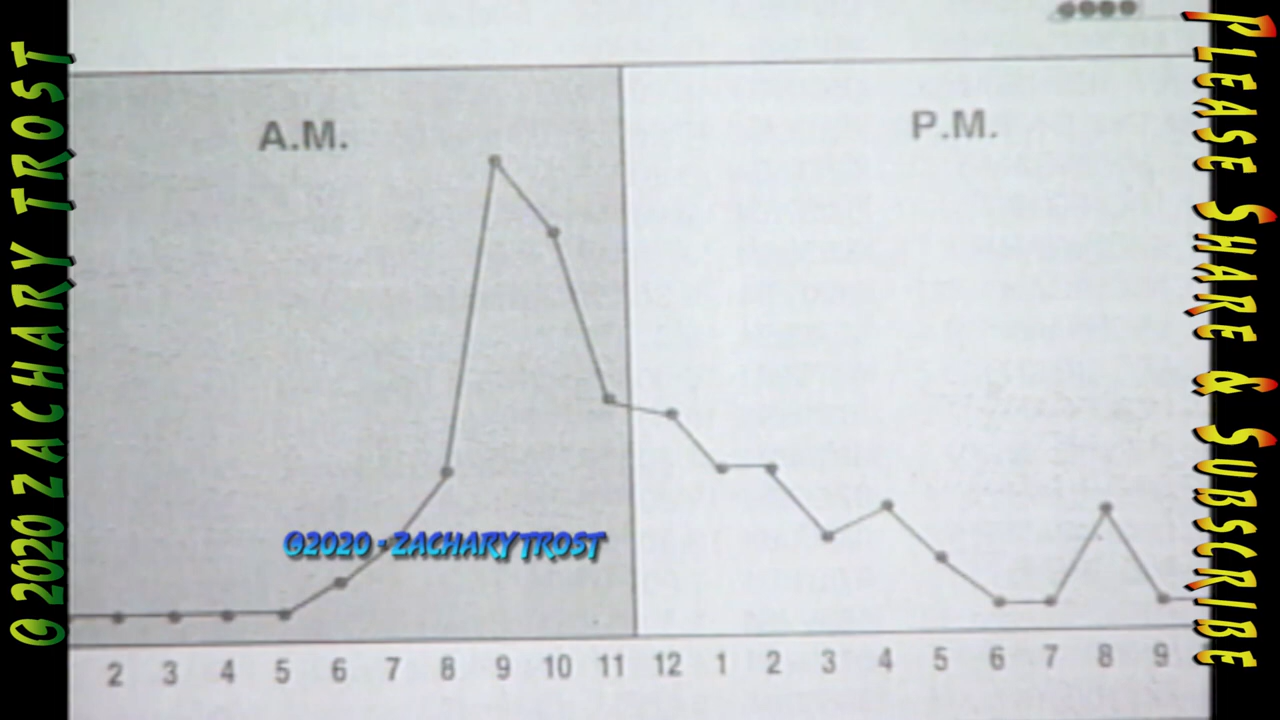 © 2020 ZACHARY TROST
A.M.
P.M.
©2020 - ZACHARY TROST
2 3 4 5 6 7 8 9 10 11 12 1 2 3 4 5 6 7 8 9
PLEASE SHARE & SUBSCRIBE